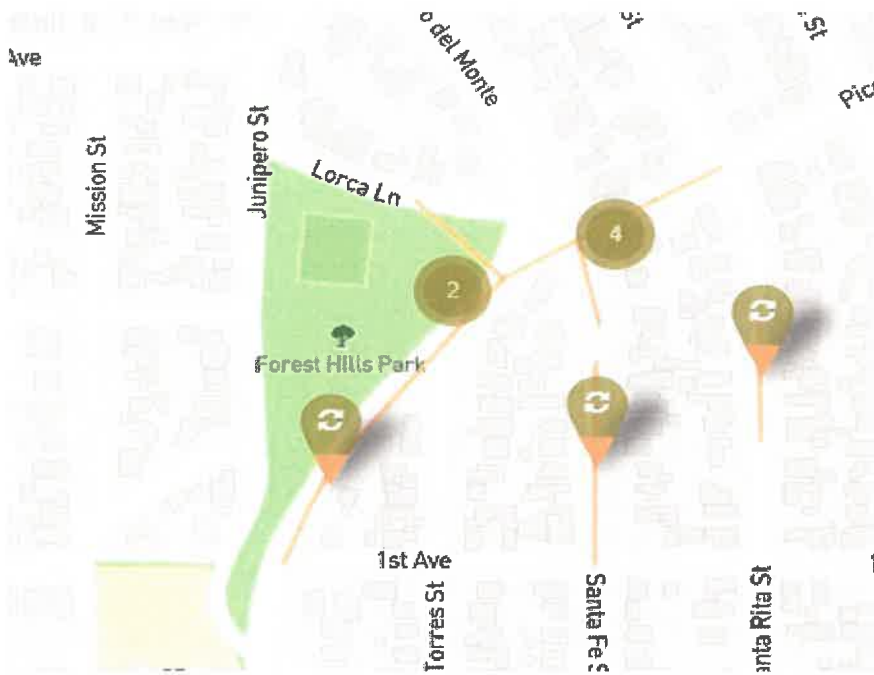 o del Monte
St
St
Ave
Pic
Junipero St
Mission St
Lorca Ln
4
2
Forest Hills Park
1st Ave
1
Torres St
Santa Fe S
anta Rita St